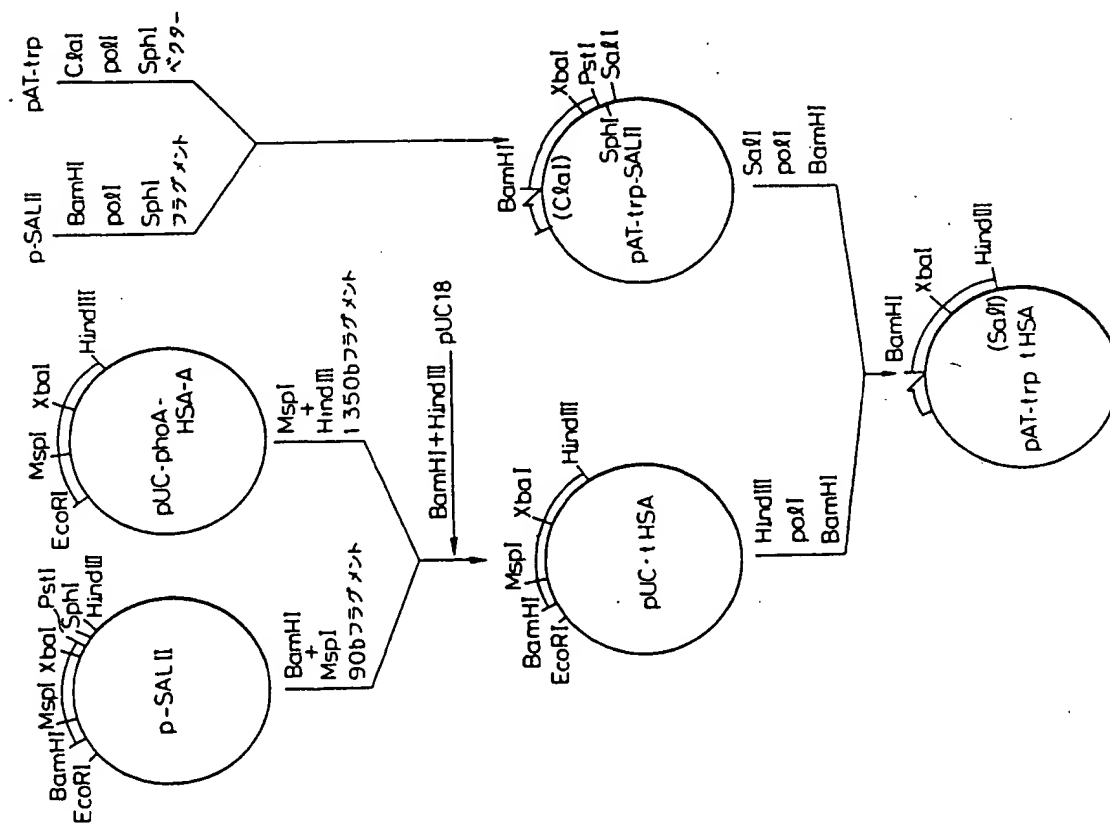 EcoRI
BamHI
MspI
XbaI
PstI
SphI
HindIII
p-SALII
BamHI
+
MspI
90bフラグメント
EcoRI
MspI
XbaI
HindIII
pUC-phoA-
HSA-A
MspI
+
HindIII
1350bフラグメント
BamHI+HindIII
pUC18
p-SALII
BamHI
polI
SphI
フラグメント
pAT-trp
ClaI
polI
SphI
ベクター
EcoRI
BamHI
MspI
XbaI
HindIII
pUC·tHSA
HindIII
polI
BamHI
BamHI
(ClaI)
XbaI
PstI
SphI
SalI
pAT-trp-SALII
SalI
polI
BamHI
BamHI
XbaI
HindIII
(SalI)
pAT-trp tHSA